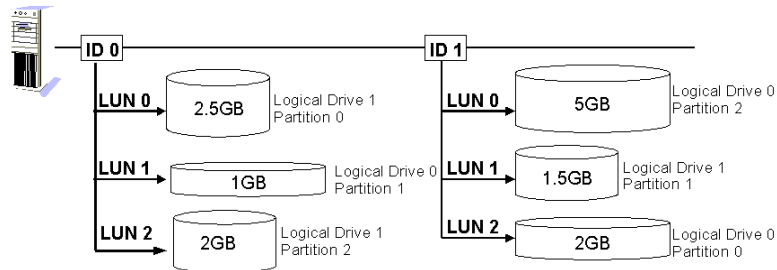 ID 0
LUN 0
2.5GB
Logical Drive 1
Partition 0
LUN 1
1GB
Logical Drive 0
Partition 1
LUN 2
2GB
Logical Drive 1
Partition 2
ID 1
LUN 0
5GB
Logical Drive 0
Partition 2
LUN 1
1.5GB
Logical Drive 1
Partition 1
LUN 2
2GB
Logical Drive 0
Partition 0